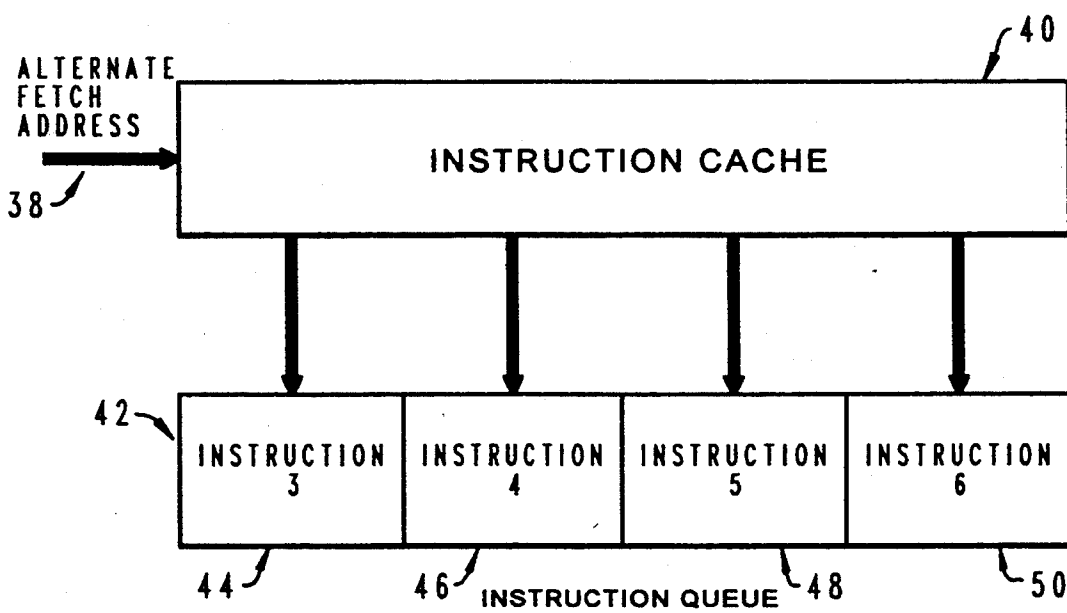 40
ALTERNATE
FETCH
ADDRESS
INSTRUCTION CACHE
38
42
INSTRUCTION
3
INSTRUCTION
4
INSTRUCTION
5
INSTRUCTION
6
44
46
48
50
INSTRUCTION QUEUE